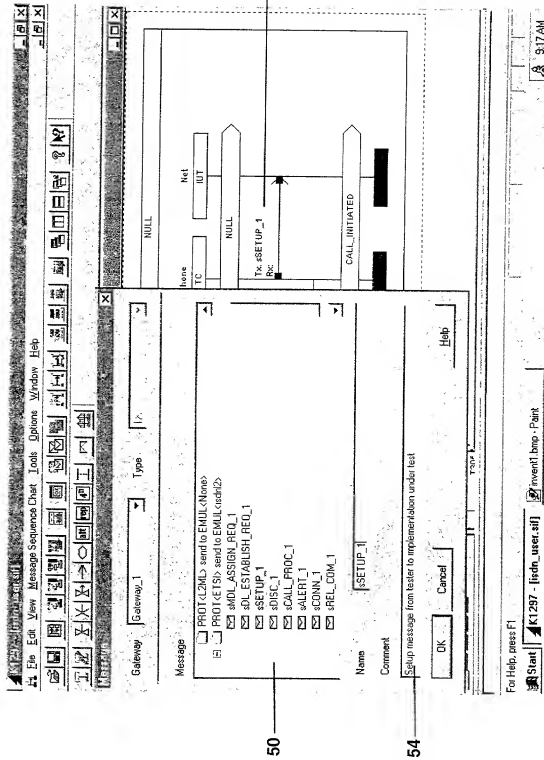 File Edit View Message Sequence Chart Tools Options Window Help
Gateway Gateway_1 Type
Message
PROT<L2ML> send to EMUL<None>
PROT<ETSI> send to EMUL<isdnl2>
sMDL_ASSIGN_REQ_1
sDL_ESTABLISH_REQ_1
sSETUP_1
sDISC_1
sCALL_PROC_1
sALERT_1
sCONN_1
sREL_COM_1
Name sSETUP_1
Comment
Setup message from tester to implementation under test
OK Cancel Help
NULL
hone Net
TC IUT
NULL
Tx: sSETUP_1
Rx:
CALL_INITIATED
For Help, press F1
Start K1297 - [isdn_user.sif] invent1.bmp - Paint 9:17 AM
50
54